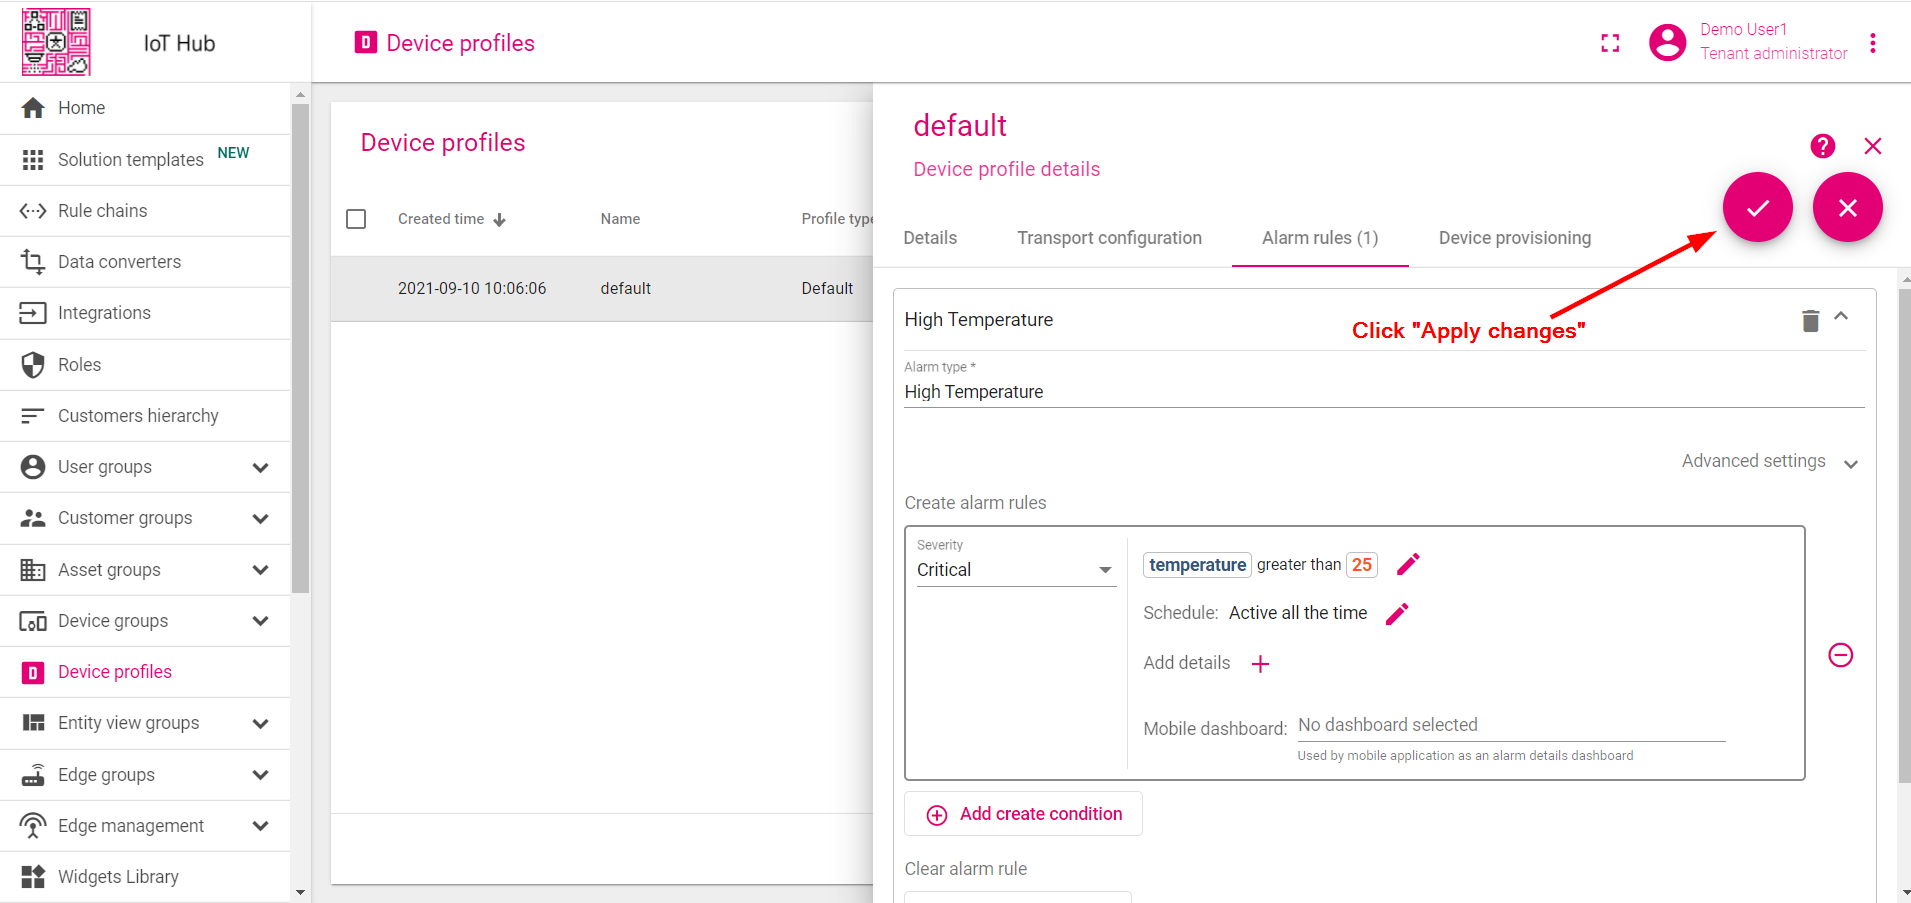 IoT Hub
Device profiles
Demo User1
Tenant administrator
Home
Solution templates NEW
Rule chains
Data converters
Integrations
Roles
Customers hierarchy
User groups
Customer groups
Asset groups
Device groups
Device profiles
Entity view groups
Edge groups
Edge management
Widgets Library
Device profiles
Created time Name Profile type
2021-09-10 10:06:06 default Default
default
Device profile details
Details Transport configuration Alarm rules (1) Device provisioning
Click "Apply changes"
High Temperature
Alarm type *
High Temperature
Advanced settings
Create alarm rules
Severity
Critical
temperature greater than 25
Schedule: Active all the time
Add details
Mobile dashboard: No dashboard selected
Used by mobile application as an alarm details dashboard
Add create condition
Clear alarm rule